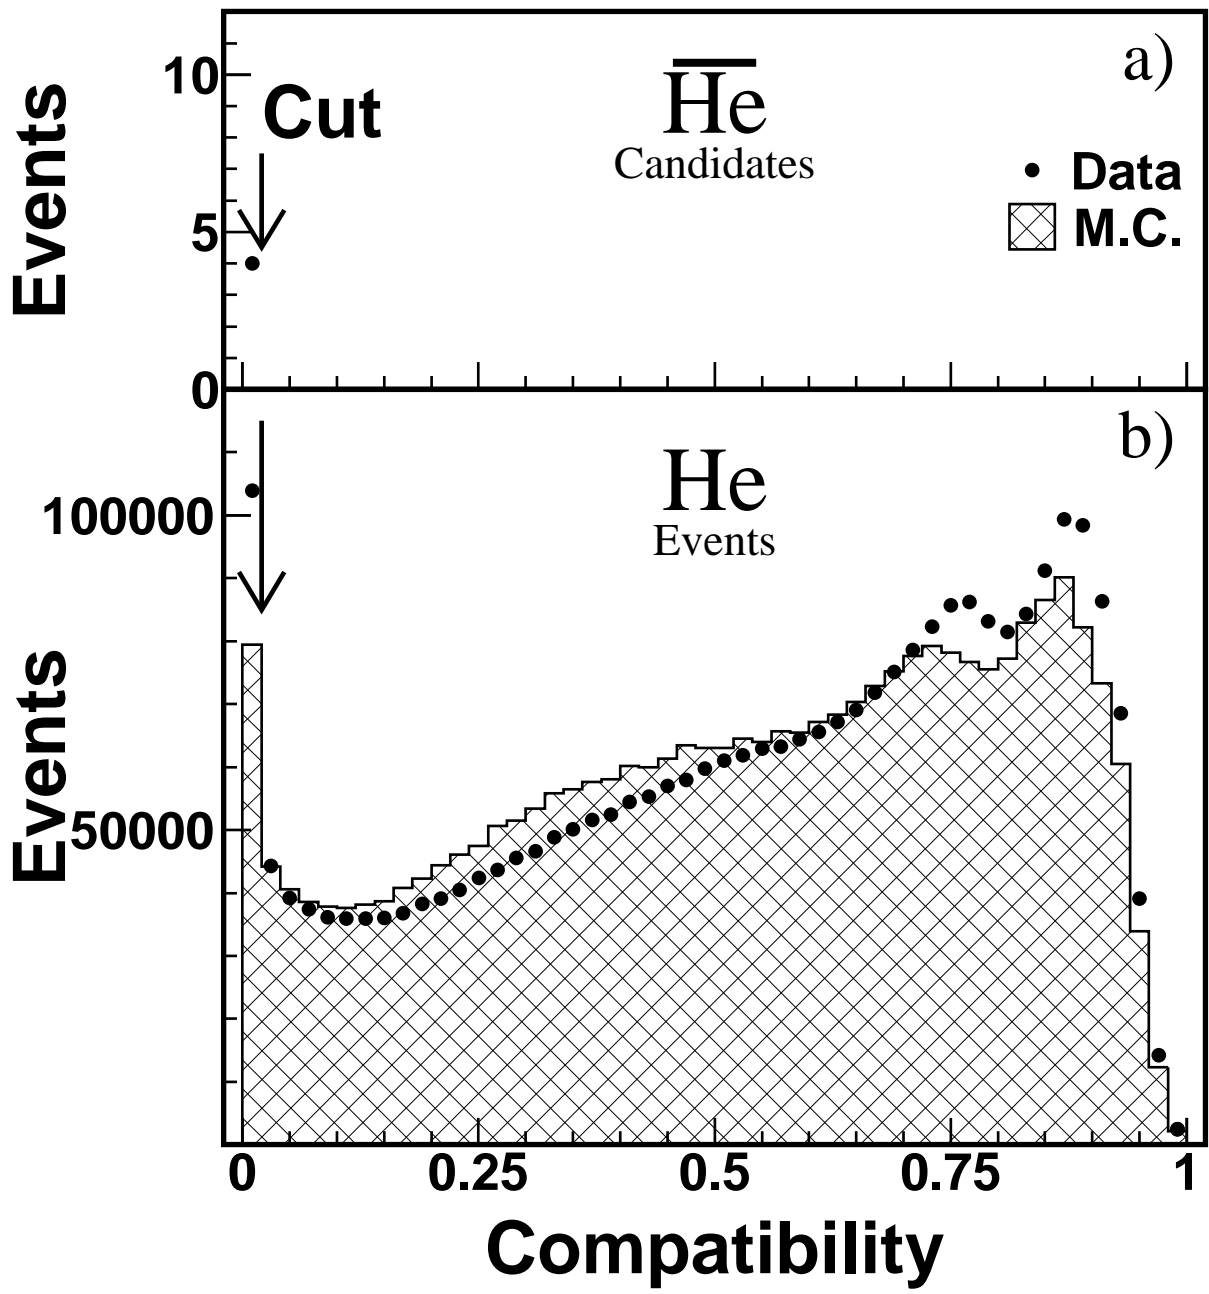 a)
10
Cut
H̅e̅
Candidates
Data
M.C.
5
0
Events
b)
He
Events
100000
50000
Events
0
0.25
0.5
0.75
1
Compatibility